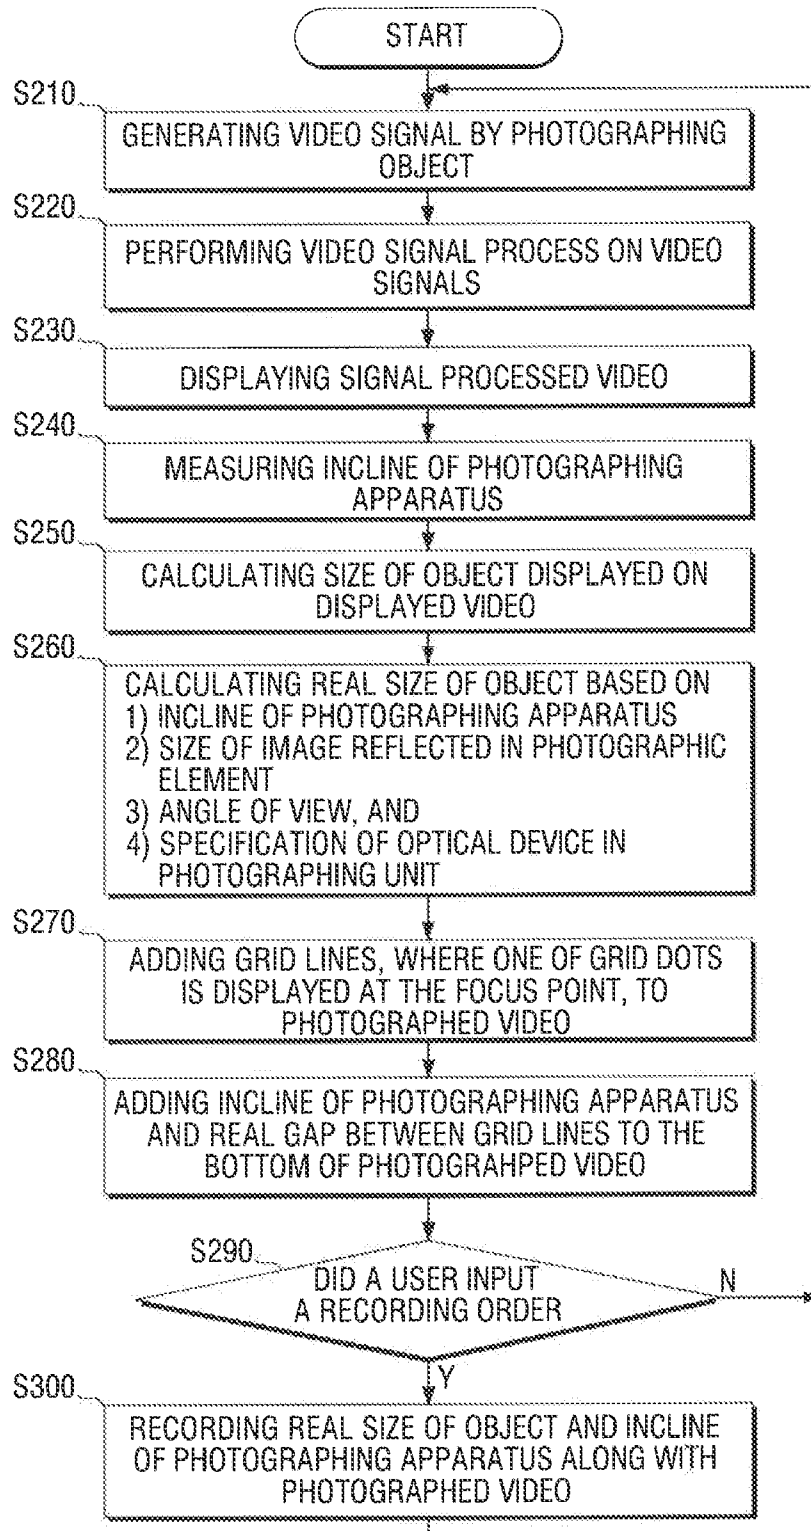 START
S210
GENERATING VIDEO SIGNAL BY PHOTOGRAPHING
OBJECT
S220
PERFORMING VIDEO SIGNAL PROCESS ON VIDEO
SIGNALS
S230
DISPLAYING SIGNAL PROCESSED VIDEO
S240
MEASURING INCLINE OF PHOTOGRAPHING
APPARATUS
S250
CALCULATING SIZE OF OBJECT DISPLAYED ON
DISPLAYED VIDEO
S260
CALCULATING REAL SIZE OF OBJECT BASED ON
1) INCLINE OF PHOTOGRAPHING APPARATUS
2) SIZE OF IMAGE REFLECTED IN PHOTOGRAPHIC
ELEMENT
3) ANGLE OF VIEW, AND
4) SPECIFICATION OF OPTICAL DEVICE IN
PHOTOGRAPHING UNIT
S270
ADDING GRID LINES, WHERE ONE OF GRID DOTS
IS DISPLAYED AT THE FOCUS POINT, TO
PHOTOGRAPHED VIDEO
S280
ADDING INCLINE OF PHOTOGRAPHING APPARATUS
AND REAL GAP BETWEEN GRID LINES TO THE
BOTTOM OF PHOTOGRAHPED VIDEO
S290
DID A USER INPUT
A RECORDING ORDER
N
Y
S300
RECORDING REAL SIZE OF OBJECT AND INCLINE
OF PHOTOGRAPHING APPARATUS ALONG WITH
PHOTOGRAPHED VIDEO